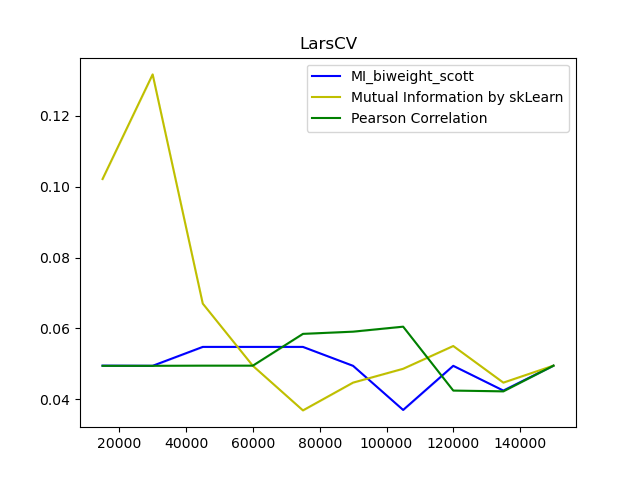 LarsCV
MI_biweight_scott
Mutual Information by skLearn
Pearson Correlation
0.12
0.10
0.08
0.06
0.04
20000 40000 60000 80000 100000 120000 140000